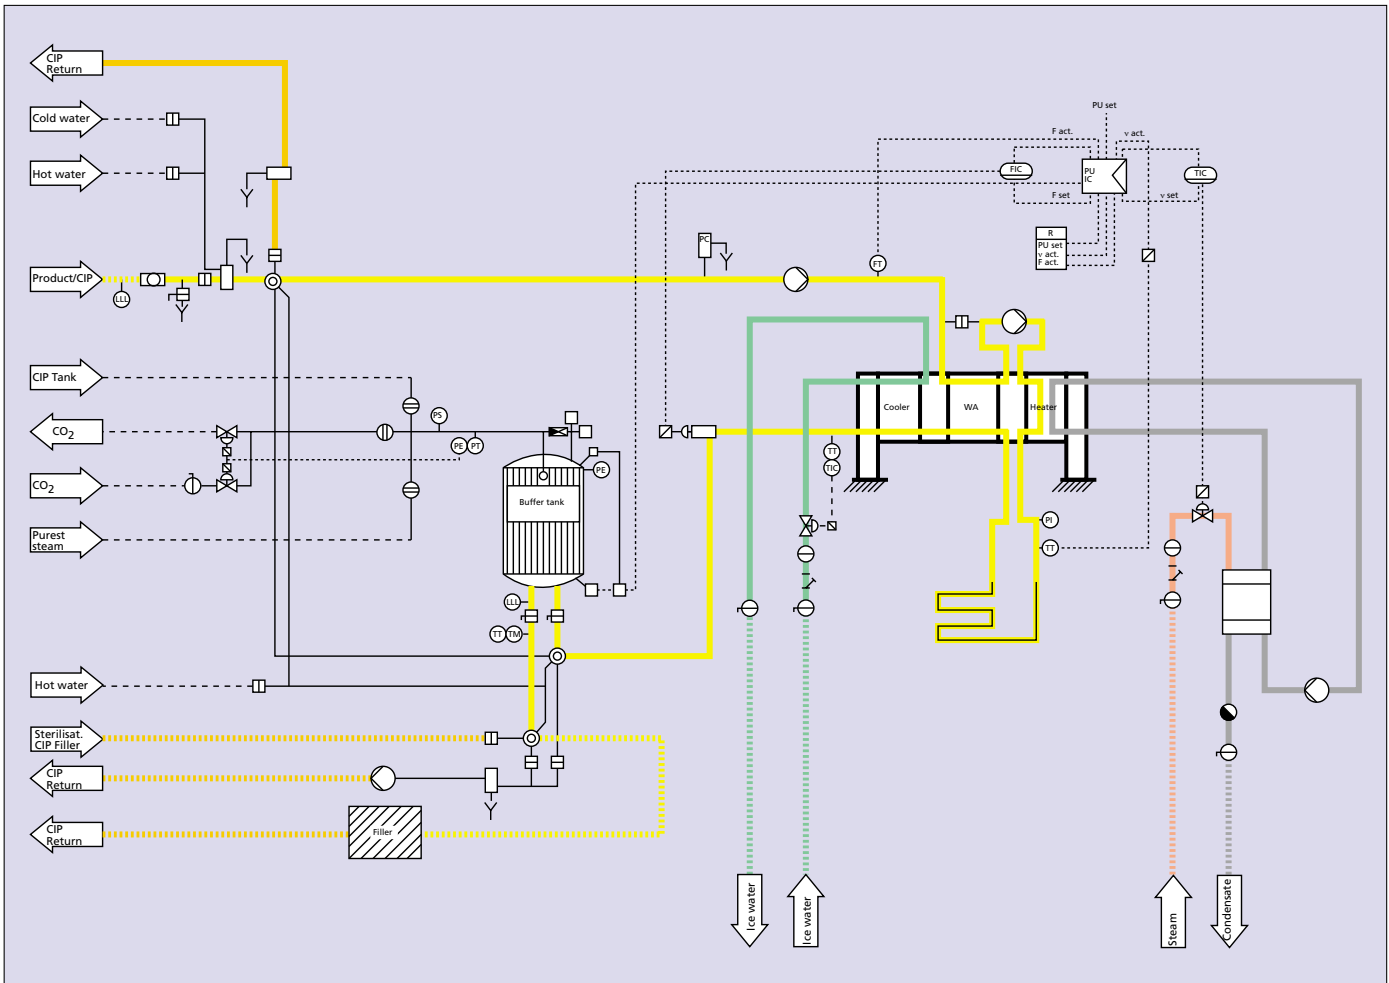 CIP
Return
Cold water
Hot water
Product/CIP
LLL
CIP Tank
CO2
CO2
Purest
steam
Hot water
Sterilisat.
CIP Filler
CIP
Return
CIP
Return
Filler
PS
PE
PT
PE
Buffer tank
LLL
TT
TM
PC
FT
PU set
F act.
v act.
FIC
PU
IC
TIC
F set
v set
R
PU set
v act.
F act.
Cooler
WA
Heater
TT
TIC
PI
TT
Ice water
Ice water
Steam
Condensate